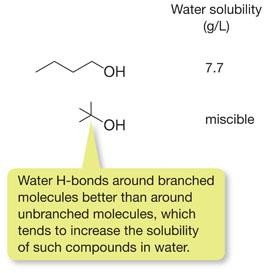 Water solubility
(g/L)
OH
7.7
OH
miscible
Water H-bonds around branched
molecules better than around
unbranched molecules, which
tends to increase the solubility
of such compounds in water.